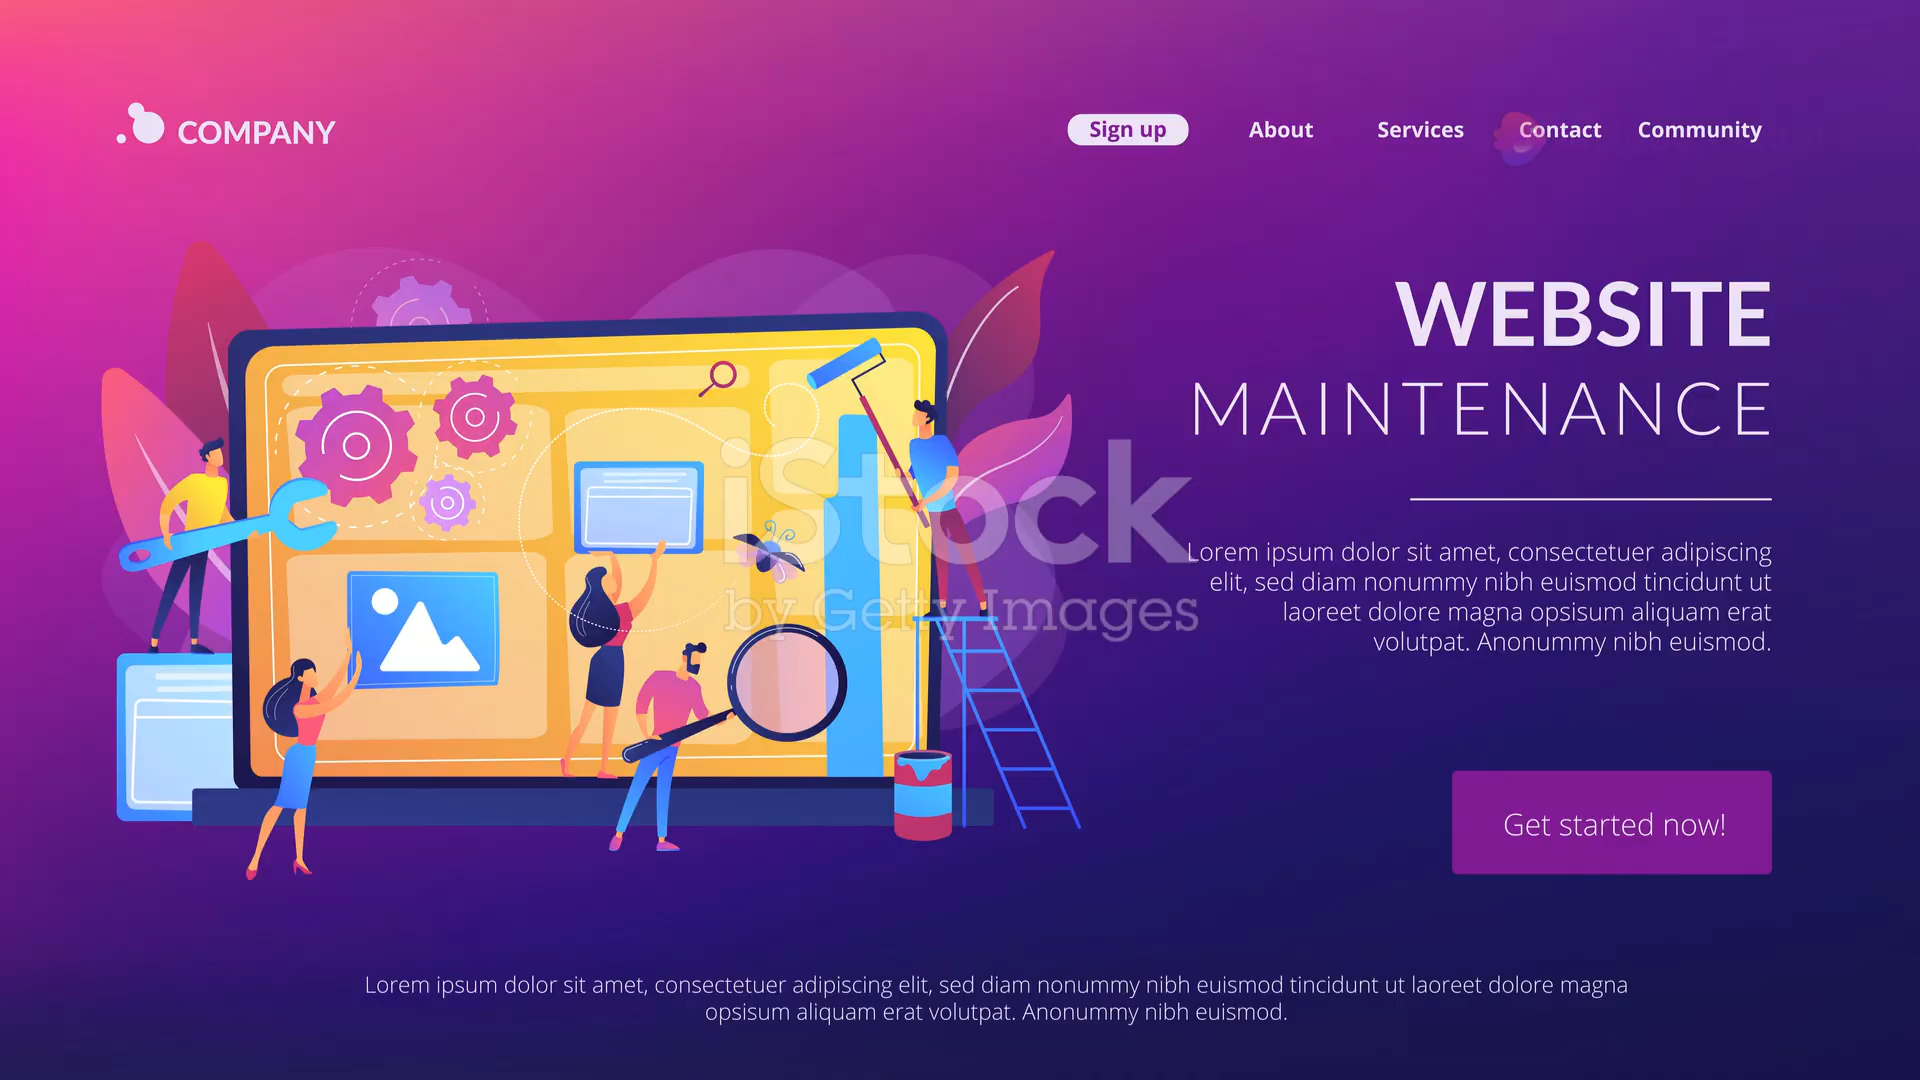 COMPANY
Sign up About Services Contact Community
WEBSITE
MAINTENANCE
iStock
by Getty Images
Lorem ipsum dolor sit amet, consectetuer adipiscing
elit, sed diam nonummy nibh euismod tincidunt ut
laoreet dolore magna opsisum aliquam erat
volutpat. Anonummy nibh euismod.
Get started now!
Lorem ipsum dolor sit amet, consectetuer adipiscing elit, sed diam nonummy nibh euismod tincidunt ut laoreet dolore magna
opsisum aliquam erat volutpat. Anonummy nibh euismod.